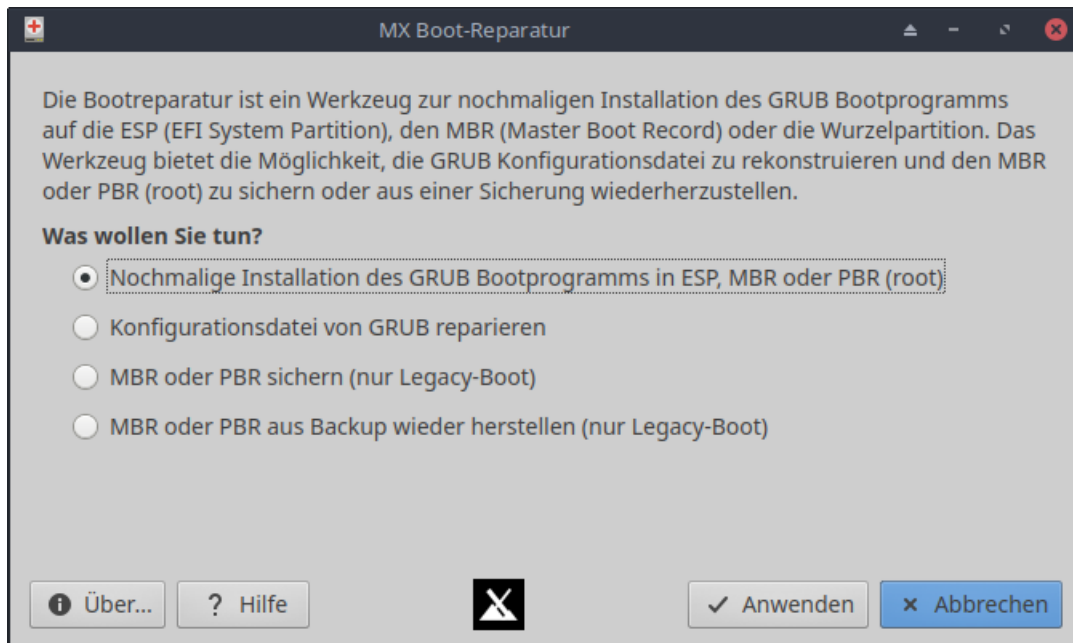 MX Boot-Reparatur
Die Bootreparatur ist ein Werkzeug zur nochmaligen Installation des GRUB Bootprogramms
auf die ESP (EFI System Partition), den MBR (Master Boot Record) oder die Wurzelpartition. Das
Werkzeug bietet die Möglichkeit, die GRUB Konfigurationsdatei zu rekonstruieren und den MBR
oder PBR (root) zu sichern oder aus einer Sicherung wiederherzustellen.
Was wollen Sie tun?
Nochmalige Installation des GRUB Bootprogramms in ESP, MBR oder PBR (root)
Konfigurationsdatei von GRUB reparieren
MBR oder PBR sichern (nur Legacy-Boot)
MBR oder PBR aus Backup wieder herstellen (nur Legacy-Boot)
Über... ? Hilfe Anwenden Abbrechen